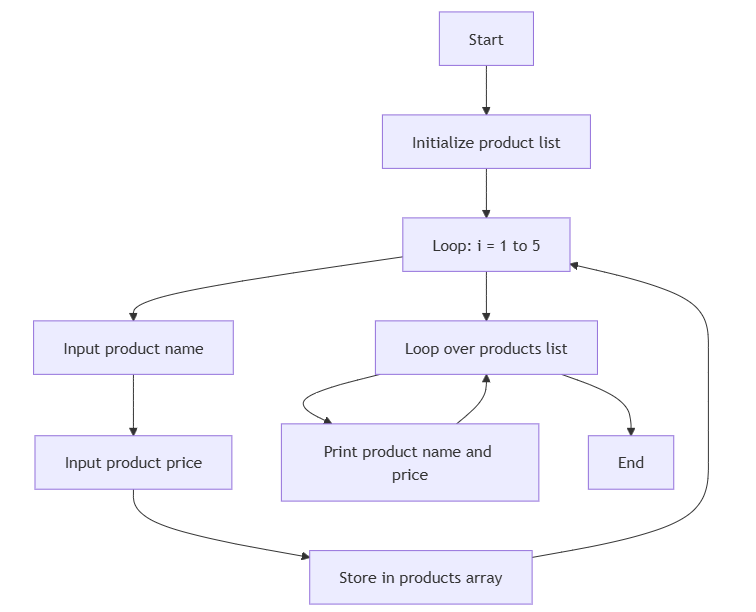 Start
Initialize product list
Loop: i = 1 to 5
Input product name
Loop over products list
Input product price
Print product name and
price
End
Store in products array